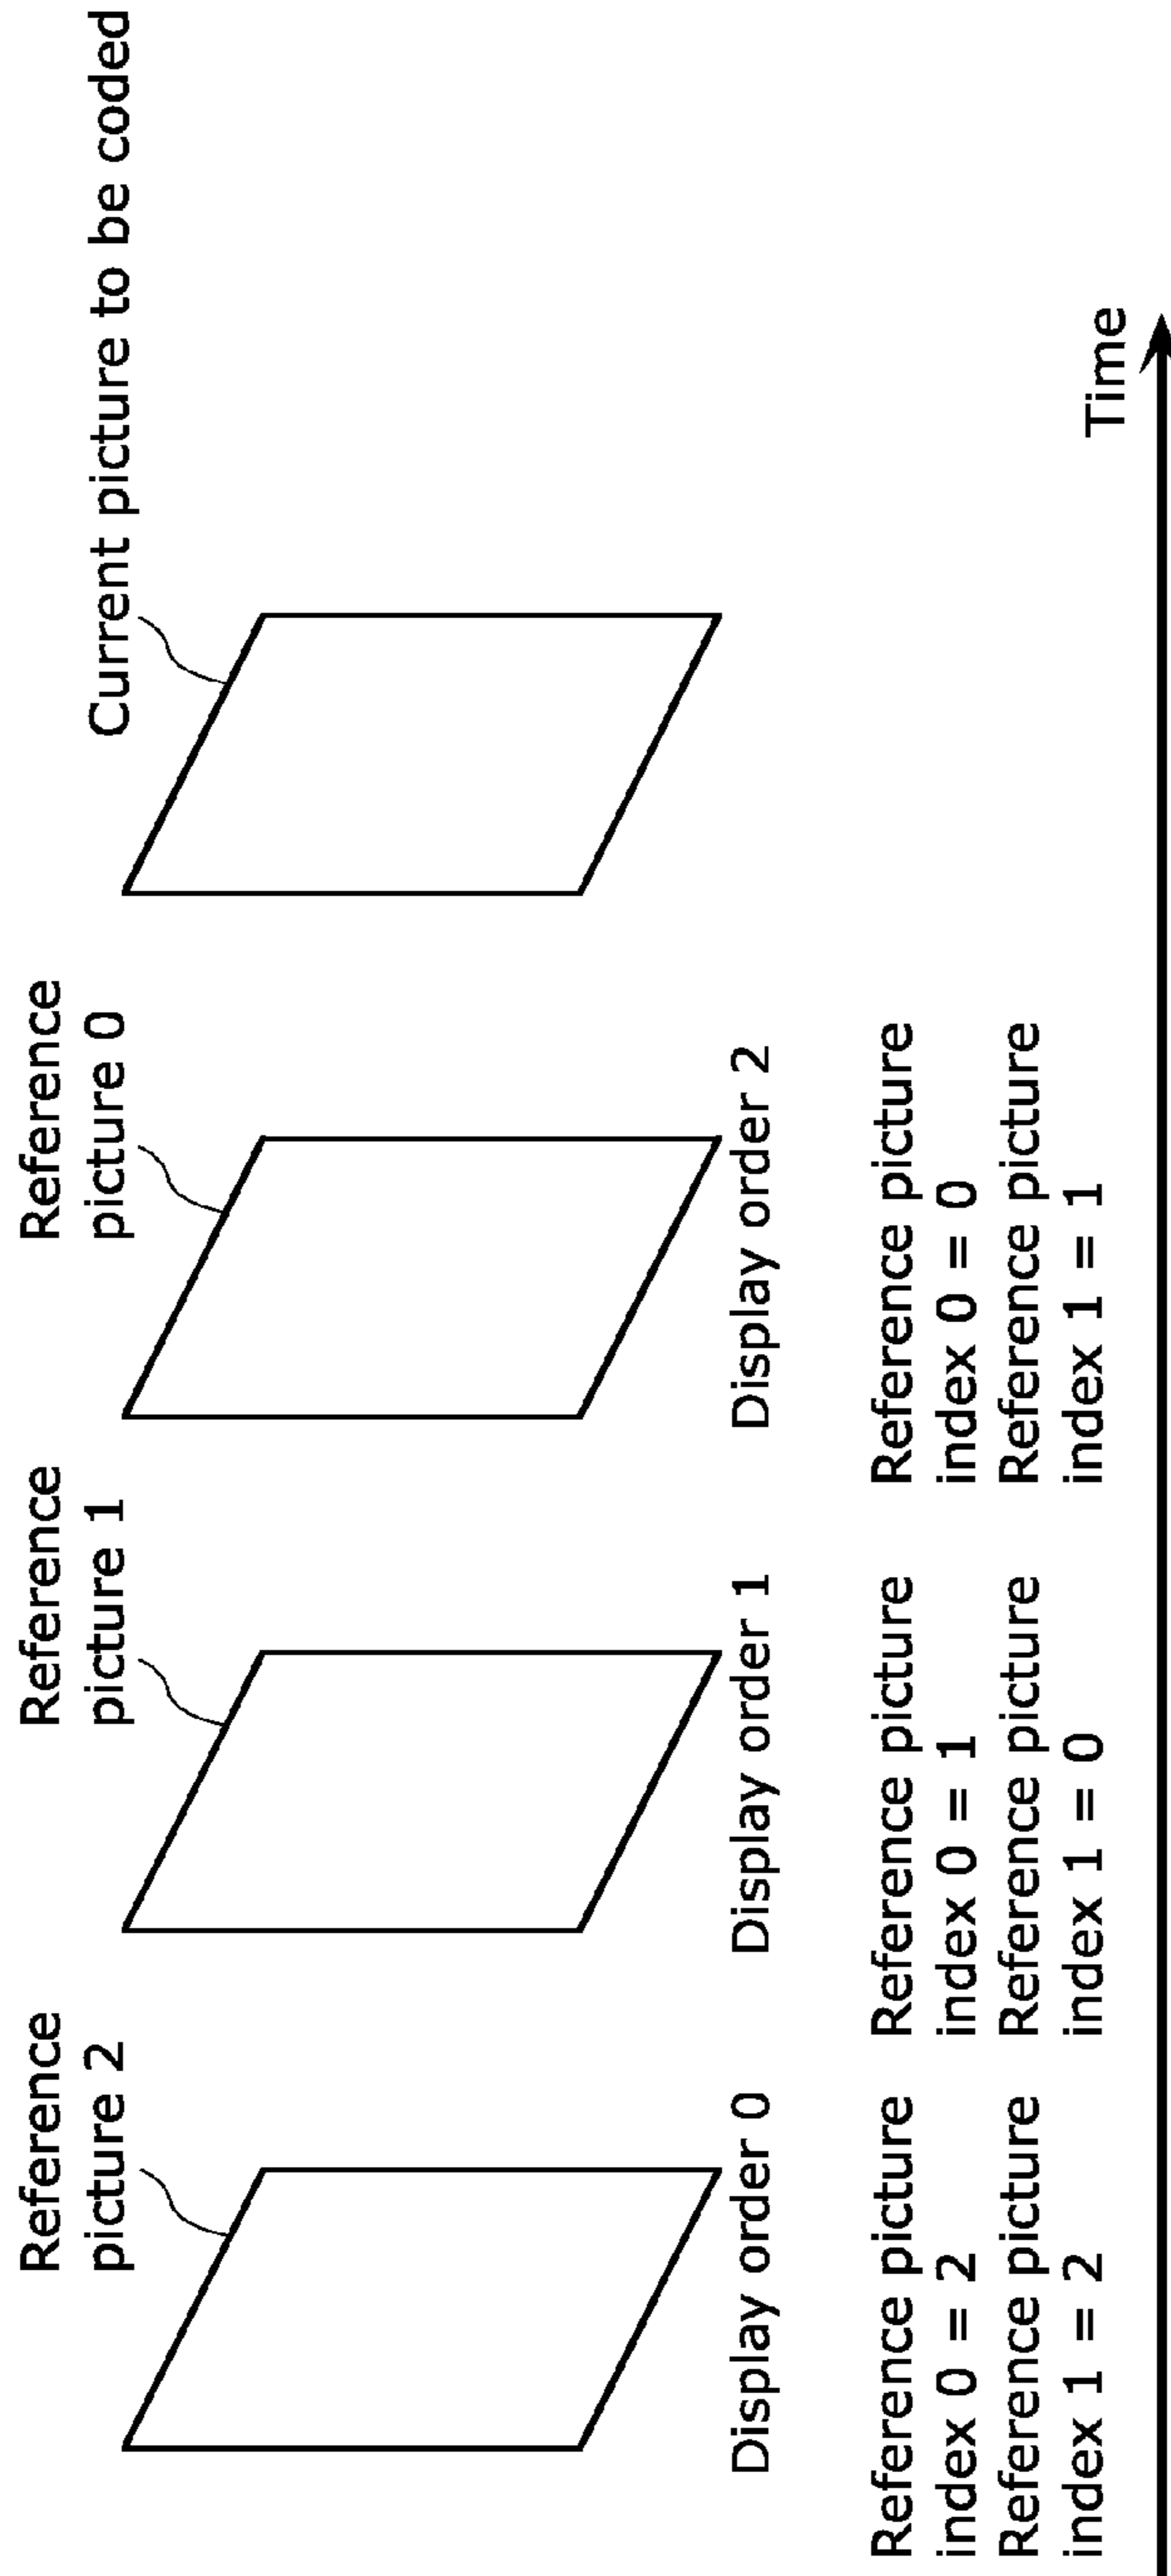 Reference
picture 2
Reference
picture 1
Reference
picture 0
Current picture to be coded
Display order 0
Display order 1
Display order 2
Reference picture
index 0 = 2
Reference picture
index 1 = 2
Reference picture
index 0 = 1
Reference picture
index 1 = 0
Reference picture
index 0 = 0
Reference picture
index 1 = 1
Time